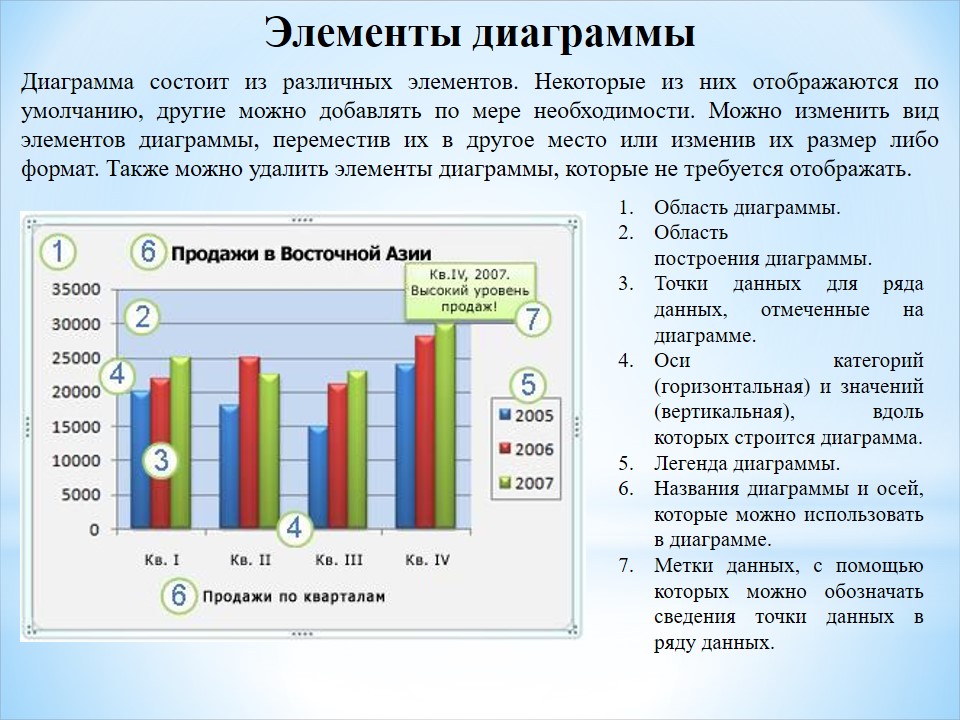 Элементы диаграммы
Диаграмма состоит из различных элементов. Некоторые из них отображаются по
умолчанию, другие можно добавлять по мере необходимости. Можно изменить вид
элементов диаграммы, переместив их в другое место или изменив их размер либо
формат. Также можно удалить элементы диаграммы, которые не требуется отображать.
1
6
Продажи в Восточной Азии
Кв.IV, 2007.
Высокий уровень
продаж!
7
35000
30000
25000
20000
15000
10000
5000
0
2
4
3
4
5
2005
2006
2007
Кв. I
Кв. II
Кв. III
Кв. IV
6
Продажи по кварталам
1. Область диаграммы.
2. Область
построения диаграммы.
3. Точки данных для ряда
данных, отмеченные на
диаграмме.
4. Оси категорий
(горизонтальная) и значений
(вертикальная), вдоль
которых строится диаграмма.
5. Легенда диаграммы.
6. Названия диаграммы и осей,
которые можно использовать
в диаграмме.
7. Метки данных, с помощью
которых можно обозначать
сведения точки данных в
ряду данных.